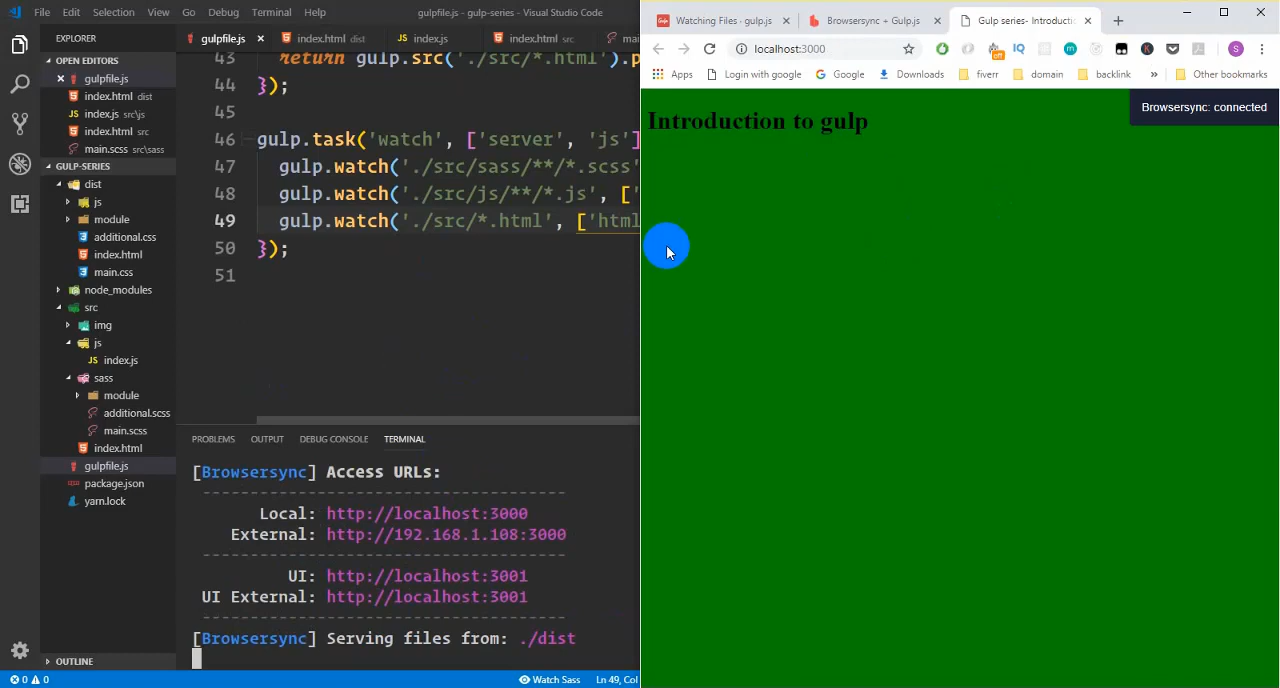 File Edit Selection View Go Debug Terminal Help gulpfile.js - gulp-series - Visual Studio Code
EXPLORER
OPEN EDITORS
gulpfile.js
index.html dist
index.js src\js
index.html src
main.scss src\sass
GULP-SERIES
dist
js
module
additional.css
index.html
main.css
node_modules
src
img
js
index.js
sass
module
additional.scss
main.scss
index.html
gulpfile.js
package.json
yarn.lock
OUTLINE
gulpfile.js index.html dist index.js index.html src mai
43 return gulp.src('./src/*.html').p
44 });
45
46 gulp.task('watch', ['server', 'js']
47 gulp.watch('./src/sass/**/*.scss'
48 gulp.watch('./src/js/**/*.js', ['
49 gulp.watch('./src/*.html', ['html
50 });
51
PROBLEMS OUTPUT DEBUG CONSOLE TERMINAL
[Browsersync] Access URLs:
--------------------------------------
Local: http://localhost:3000
External: http://192.168.1.108:3000
--------------------------------------
UI: http://localhost:3001
UI External: http://localhost:3001
--------------------------------------
[Browsersync] Serving files from: ./dist
0 0 Watch Sass Ln 49, Col
Watching Files - gulp.js Browsersync + Gulp.js Gulp series- Introductio
localhost:3000 off IQ m K S
Apps Login with google Google Downloads fiverr domain backlink » Other bookmarks
Browsersync: connected
Introduction to gulp